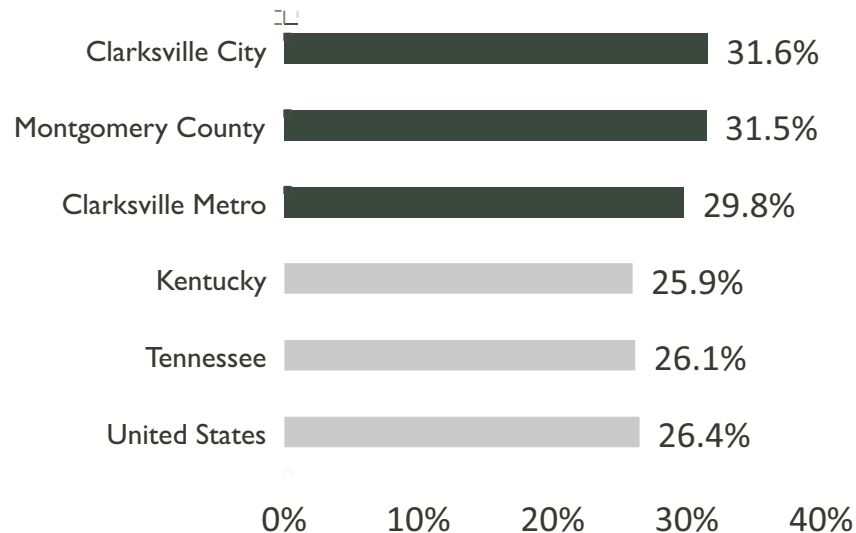 Clarksville City 31.6%
Montgomery County 31.5%
Clarksville Metro 29.8%
Kentucky 25.9%
Tennessee 26.1%
United States 26.4%
0% 10% 20% 30% 40%